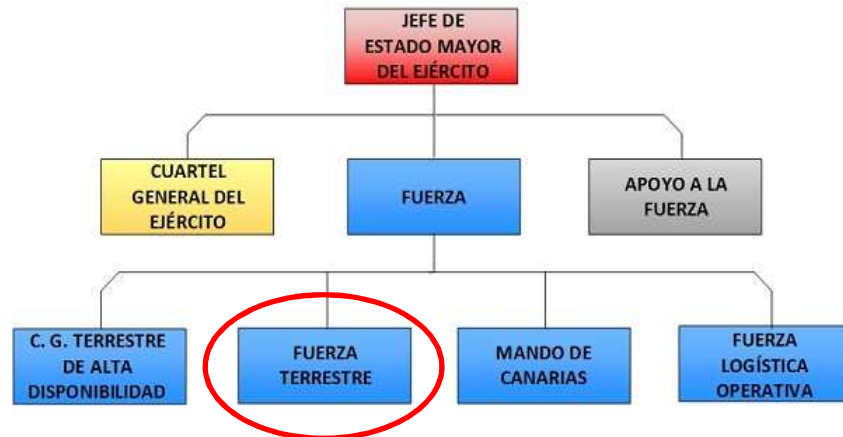 JEFE DE
ESTADO MAYOR
DEL EJÉRCITO
CUARTEL
GENERAL DEL
EJÉRCITO
FUERZA
APOYO A LA
FUERZA
C. G. TERRESTRE
DE ALTA
DISPONIBILIDAD
FUERZA
TERRESTRE
MANDO DE
CANARIAS
FUERZA
LOGÍSTICA
OPERATIVA